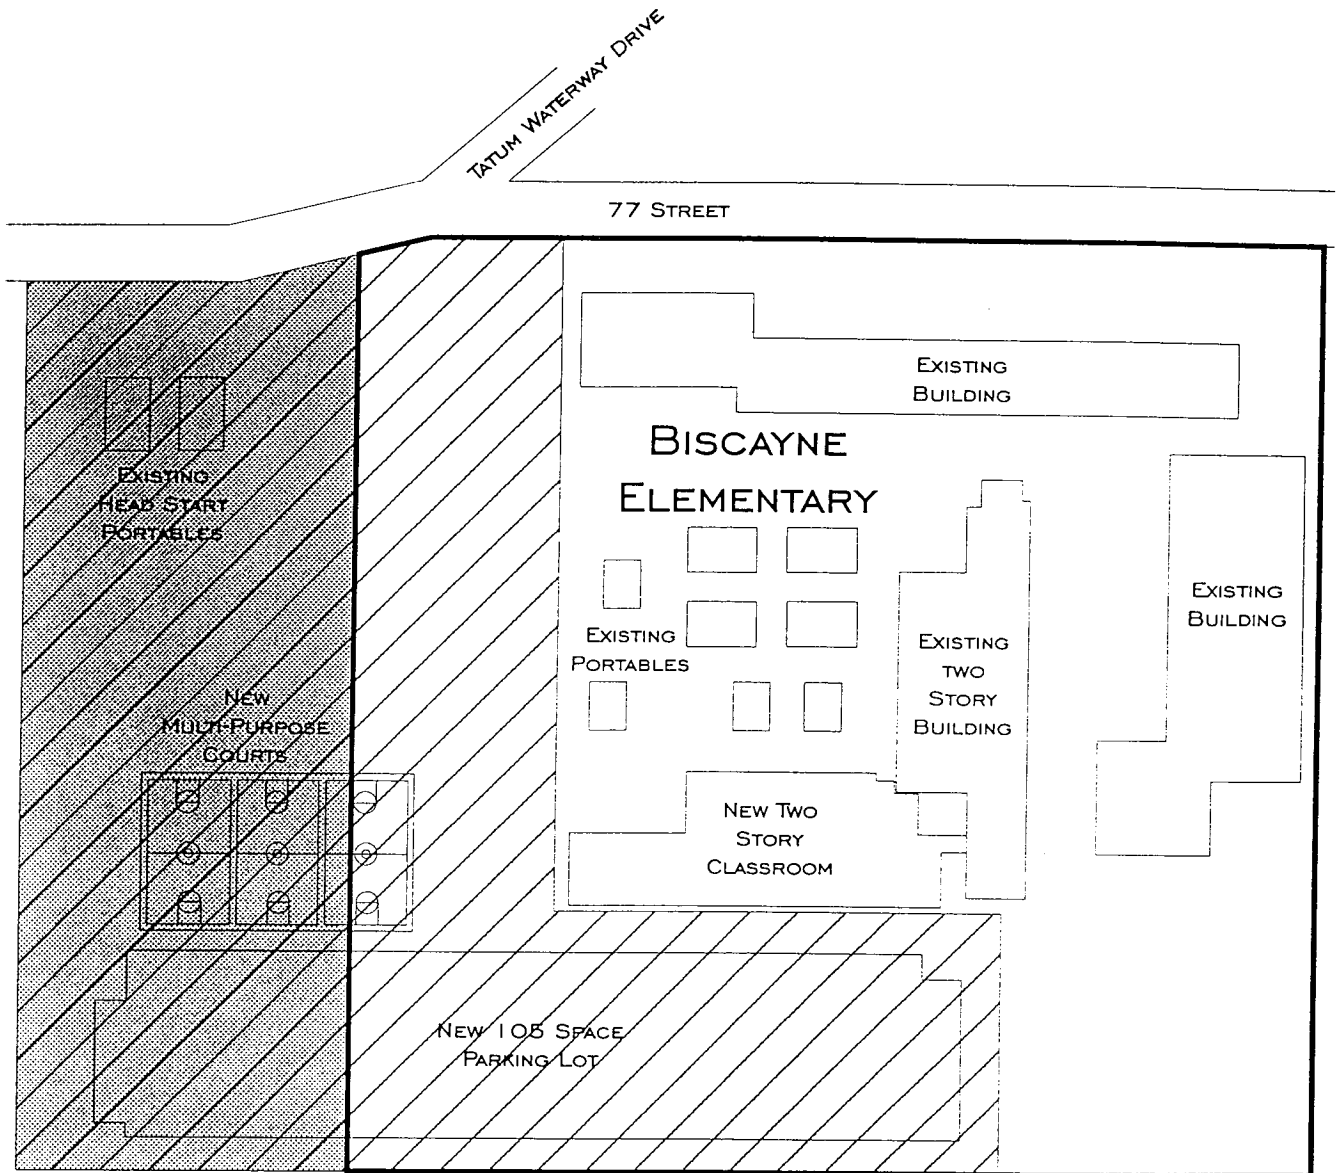 TATUM WATERWAY DRIVE
77 STREET
EXISTING
BUILDING
BISCAYNE
ELEMENTARY
EXISTING
HEAD START
PORTABLES
EXISTING
BUILDING
EXISTING
PORTABLES
EXISTING
TWO
STORY
BUILDING
NEW
MULTI-PURPOSE
COURTS
NEW TWO
STORY
CLASSROOM
NEW 105 SPACE
PARKING LOT